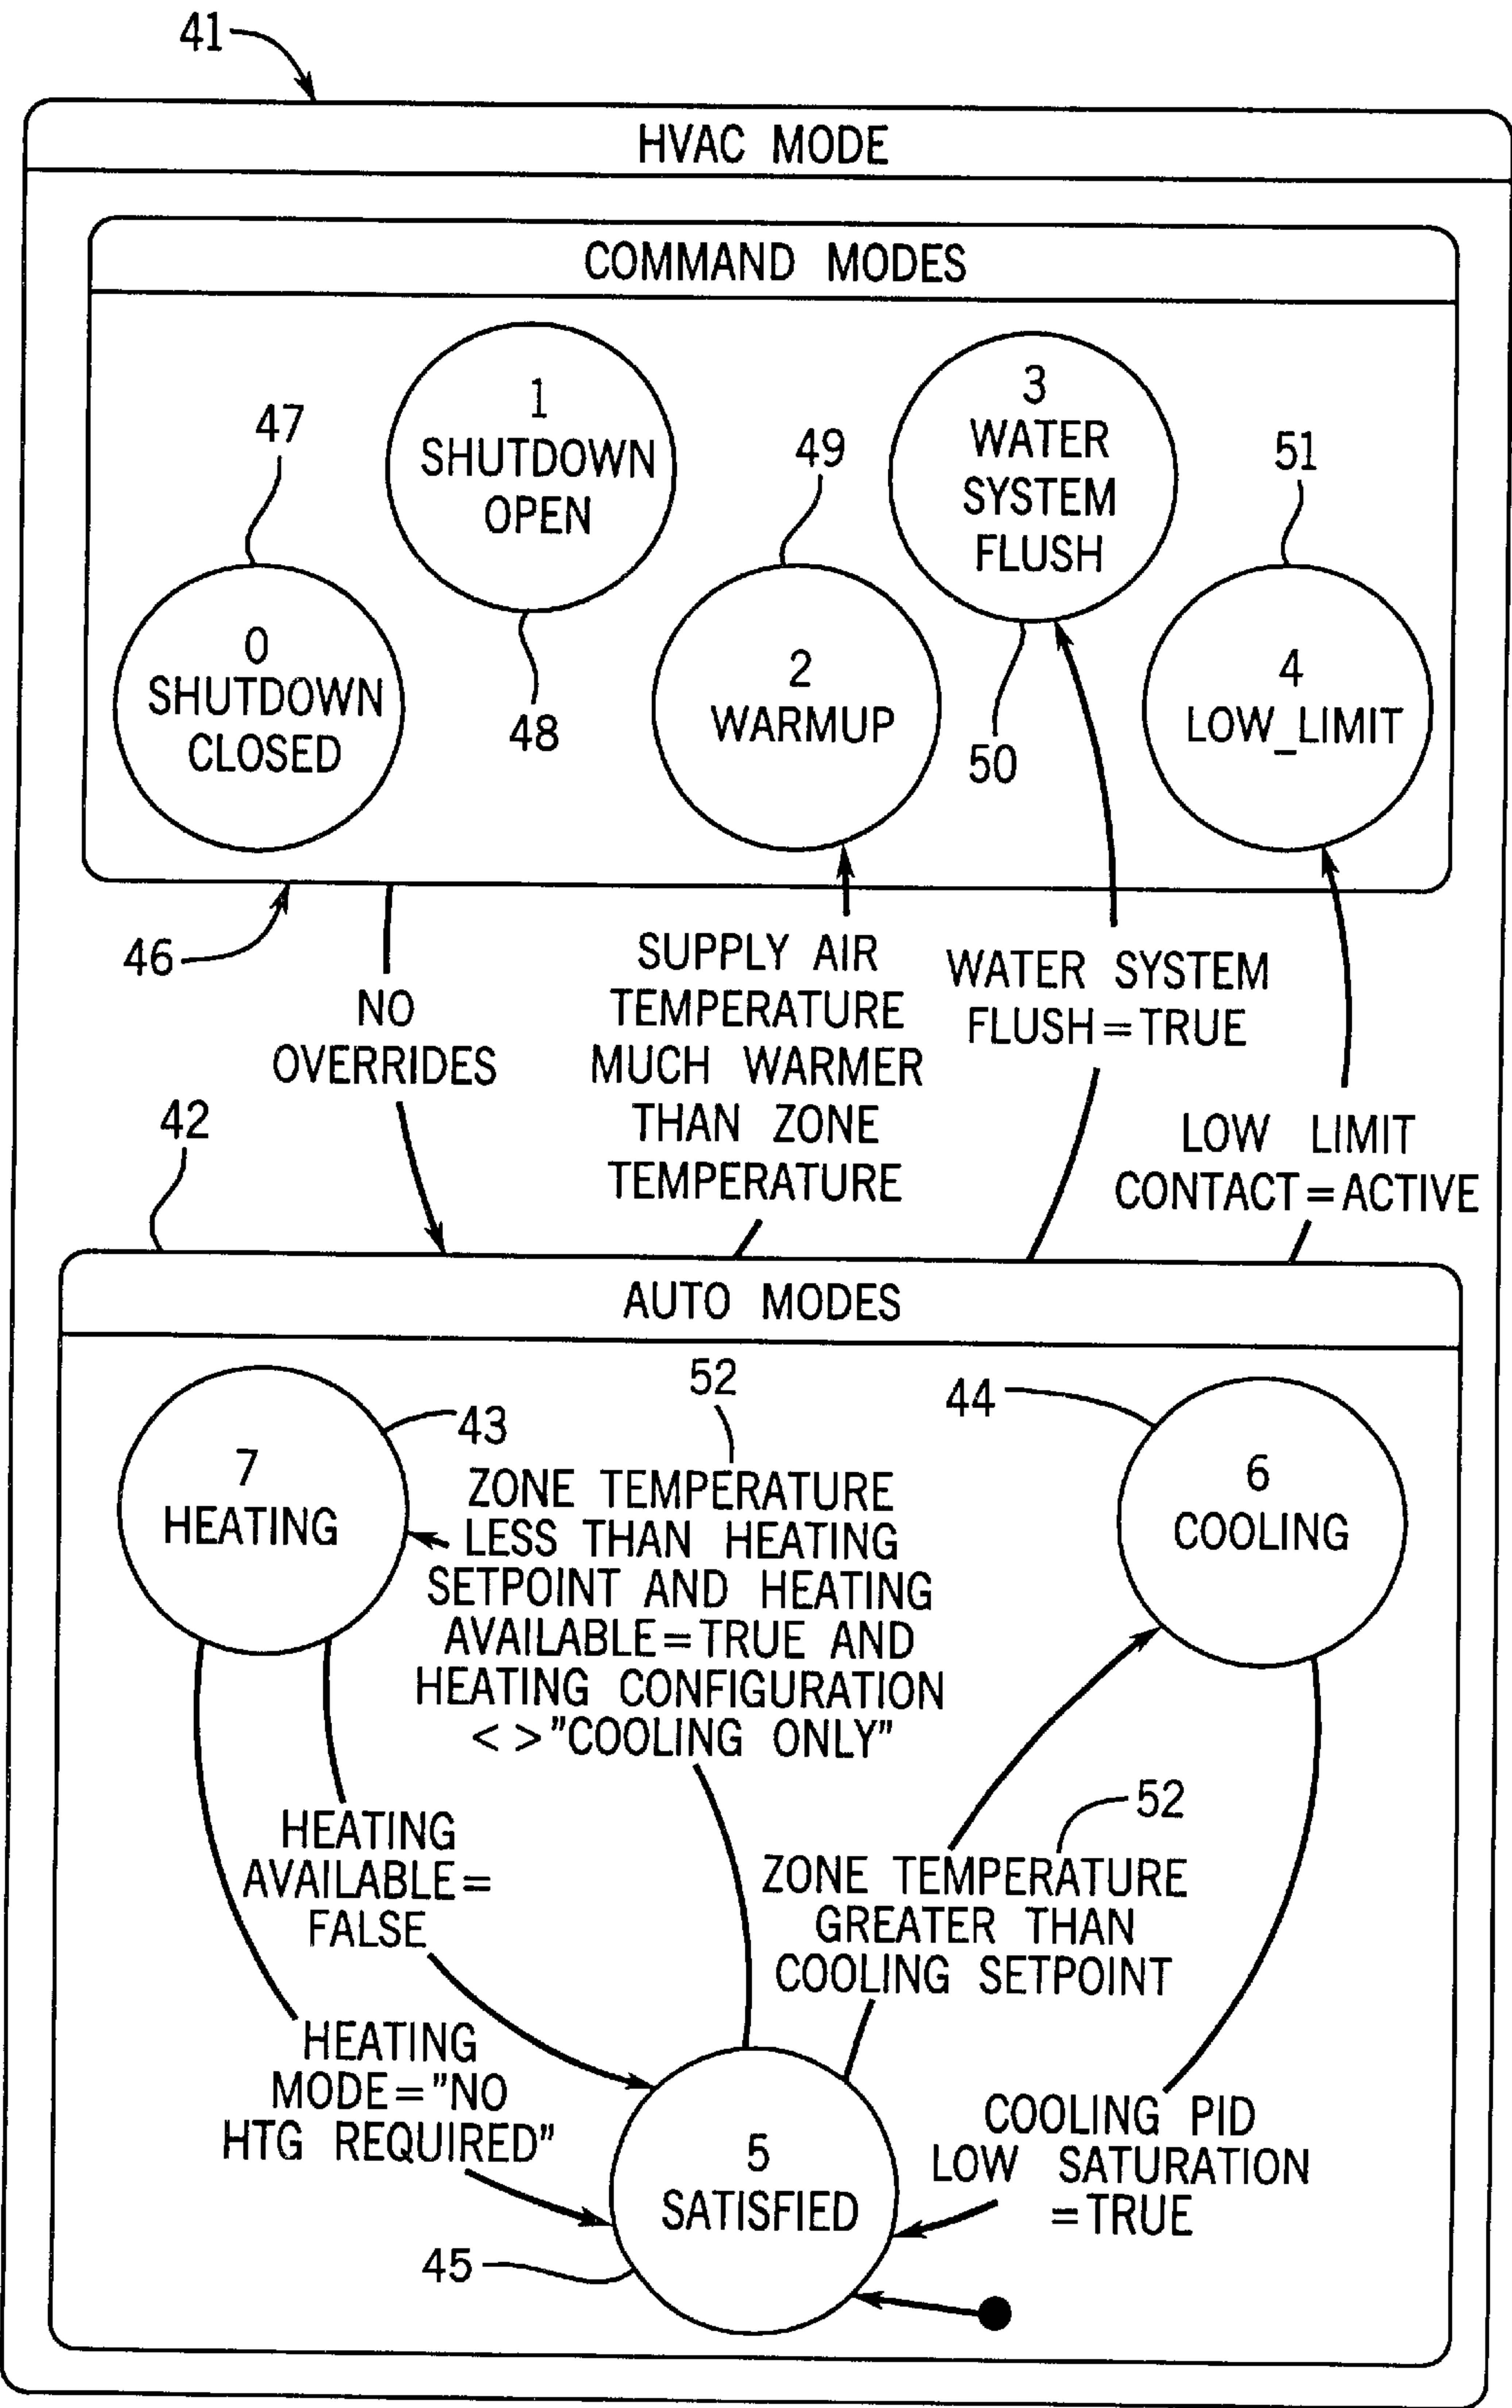 41
HVAC MODE
COMMAND MODES
47
1
SHUTDOWN
OPEN
48
49
3
WATER
SYSTEM
FLUSH
50
51
0
SHUTDOWN
CLOSED
2
WARMUP
4
LOW_LIMIT
46
NO
OVERRIDES
SUPPLY AIR
TEMPERATURE
MUCH WARMER
THAN ZONE
TEMPERATURE
WATER SYSTEM
FLUSH=TRUE
LOW LIMIT
CONTACT=ACTIVE
42
AUTO MODES
7
HEATING
43
52
ZONE TEMPERATURE
LESS THAN HEATING
SETPOINT AND HEATING
AVAILABLE=TRUE AND
HEATING CONFIGURATION
<>"COOLING ONLY"
44
6
COOLING
HEATING
AVAILABLE=
FALSE
52
ZONE TEMPERATURE
GREATER THAN
COOLING SETPOINT
HEATING
MODE="NO
HTG REQUIRED"
5
SATISFIED
45
COOLING PID
LOW SATURATION
=TRUE